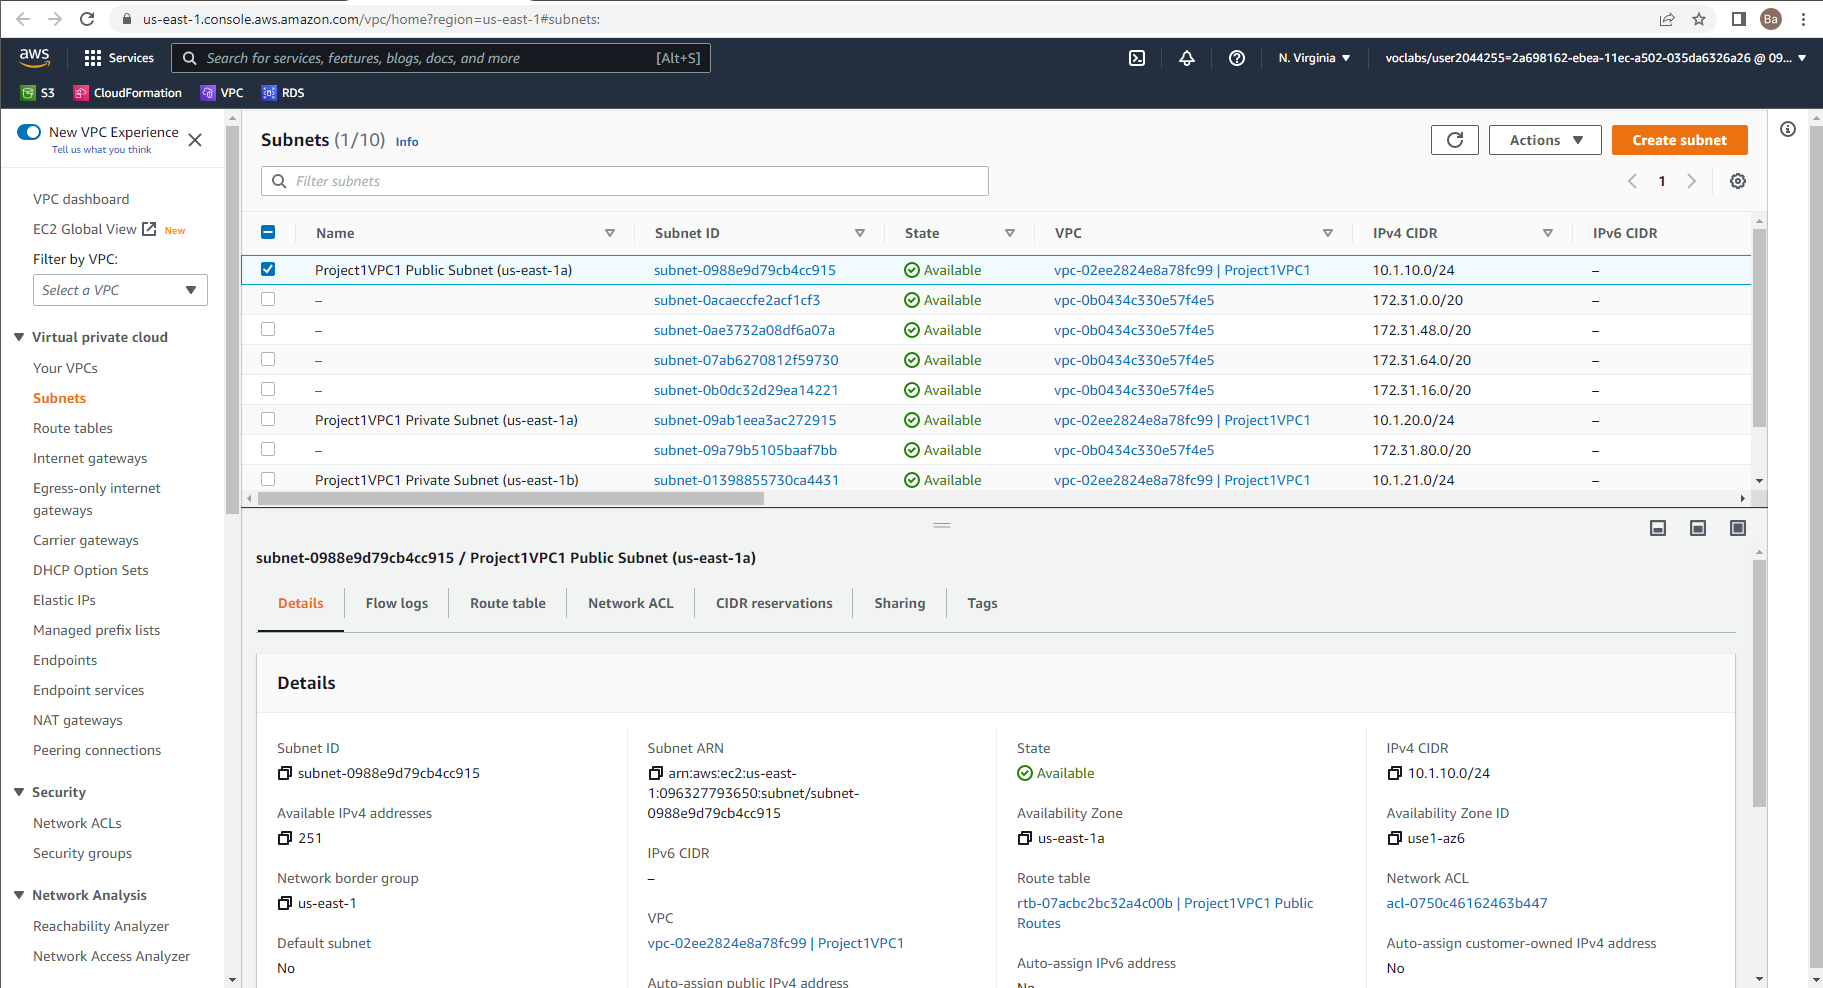 us-east-1.console.aws.amazon.com/vpc/home?region=us-east-1#subnets:
Ba
aws
Services
Search for services, features, blogs, docs, and more
[Alt+S]
N. Virginia
voclabs/user2044255=2a698162-ebea-11ec-a502-035da6326a26 @ 09...
S3
CloudFormation
VPC
RDS
New VPC Experience
Tell us what you think
VPC dashboard
EC2 Global View New
Filter by VPC:
Select a VPC
Virtual private cloud
Your VPCs
Subnets
Route tables
Internet gateways
Egress-only internet
gateways
Carrier gateways
DHCP Option Sets
Elastic IPs
Managed prefix lists
Endpoints
Endpoint services
NAT gateways
Peering connections
Security
Network ACLs
Security groups
Network Analysis
Reachability Analyzer
Network Access Analyzer
Subnets (1/10) Info
Actions
Create subnet
Filter subnets
1
Name Subnet ID State VPC IPv4 CIDR IPv6 CIDR
Project1VPC1 Public Subnet (us-east-1a) subnet-0988e9d79cb4cc915 Available vpc-02ee2824e8a78fc99 | Project1VPC1 10.1.10.0/24 –
– subnet-0acaeccfe2acf1cf3 Available vpc-0b0434c330e57f4e5 172.31.0.0/20 –
– subnet-0ae3732a08df6a07a Available vpc-0b0434c330e57f4e5 172.31.48.0/20 –
– subnet-07ab6270812f59730 Available vpc-0b0434c330e57f4e5 172.31.64.0/20 –
– subnet-0b0dc32d29ea14221 Available vpc-0b0434c330e57f4e5 172.31.16.0/20 –
Project1VPC1 Private Subnet (us-east-1a) subnet-09ab1eea3ac272915 Available vpc-02ee2824e8a78fc99 | Project1VPC1 10.1.20.0/24 –
– subnet-09a79b5105baaf7bb Available vpc-0b0434c330e57f4e5 172.31.80.0/20 –
Project1VPC1 Private Subnet (us-east-1b) subnet-01398855730ca4431 Available vpc-02ee2824e8a78fc99 | Project1VPC1 10.1.21.0/24 –
subnet-0988e9d79cb4cc915 / Project1VPC1 Public Subnet (us-east-1a)
Details Flow logs Route table Network ACL CIDR reservations Sharing Tags
Details
Subnet ID
subnet-0988e9d79cb4cc915
Available IPv4 addresses
251
Network border group
us-east-1
Default subnet
No
Subnet ARN
arn:aws:ec2:us-east-
1:096327793650:subnet/subnet-
0988e9d79cb4cc915
IPv6 CIDR
–
VPC
vpc-02ee2824e8a78fc99 | Project1VPC1
Auto-assign public IPv4 address
State
Available
Availability Zone
us-east-1a
Route table
rtb-07acbc2bc32a4c00b | Project1VPC1 Public
Routes
Auto-assign IPv6 address
No
IPv4 CIDR
10.1.10.0/24
Availability Zone ID
use1-az6
Network ACL
acl-0750c46162463b447
Auto-assign customer-owned IPv4 address
No